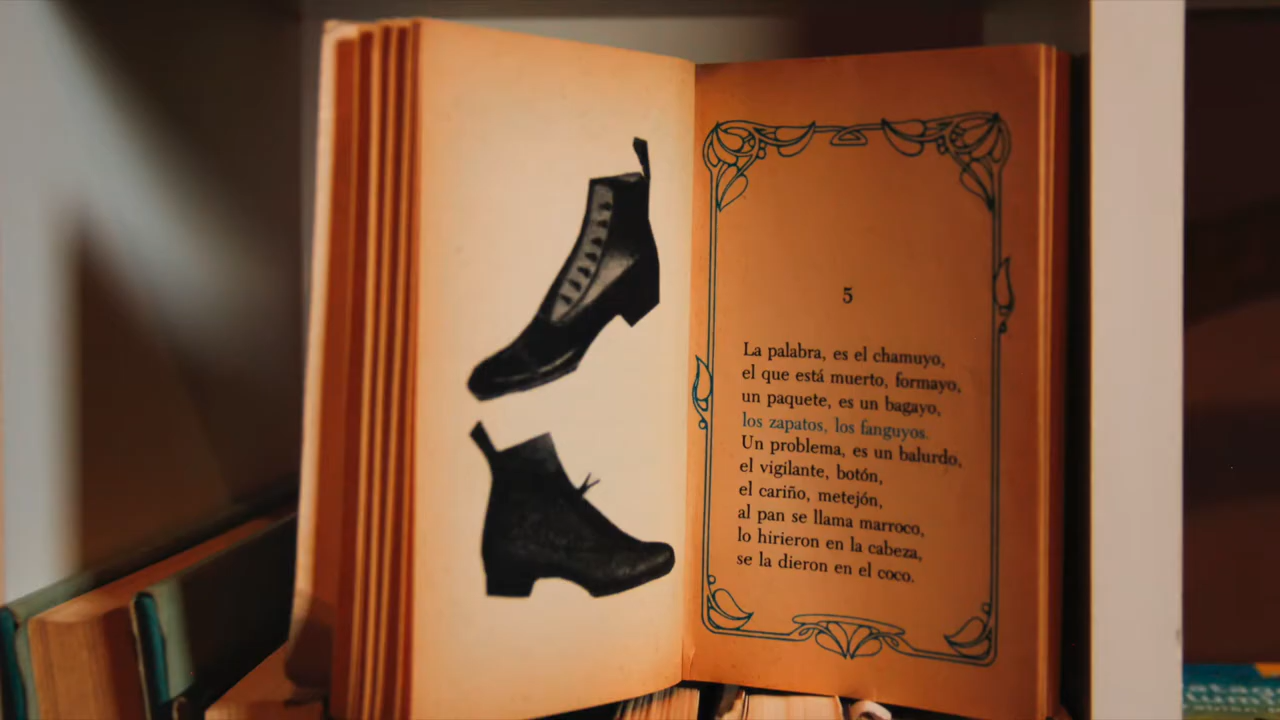 5
La palabra, es el chamuyo,
el que está muerto, formayo,
un paquete, es un bagayo,
los zapatos, los fanguyos.
Un problema, es un balurdo,
el vigilante, botón,
el cariño, metejón,
al pan se llama marroco,
lo hirieron en la cabeza,
se la dieron en el coco.